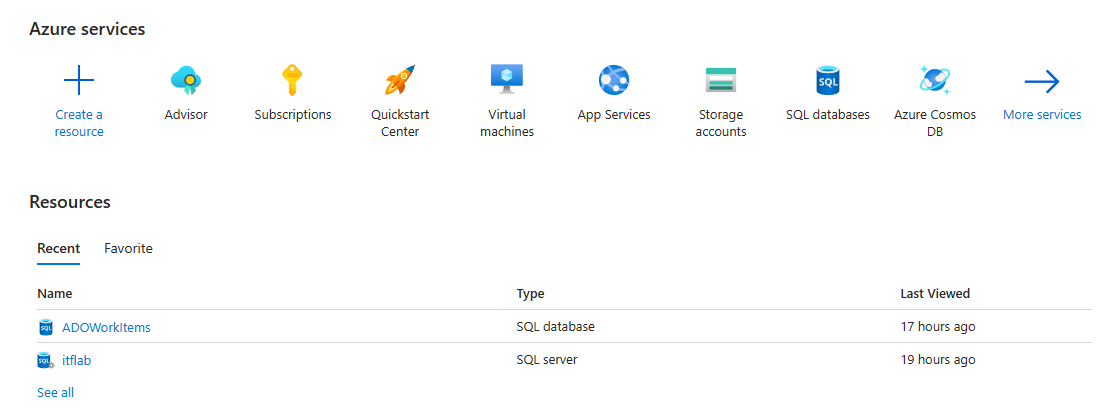 Azure services
Create a resource
Advisor
Subscriptions
Quickstart Center
Virtual machines
App Services
Storage accounts
SQL databases
Azure Cosmos DB
More services
Resources
Recent Favorite
Name Type Last Viewed
SQL ADOWorkItems SQL database 17 hours ago
SQL itflab SQL server 19 hours ago
See all